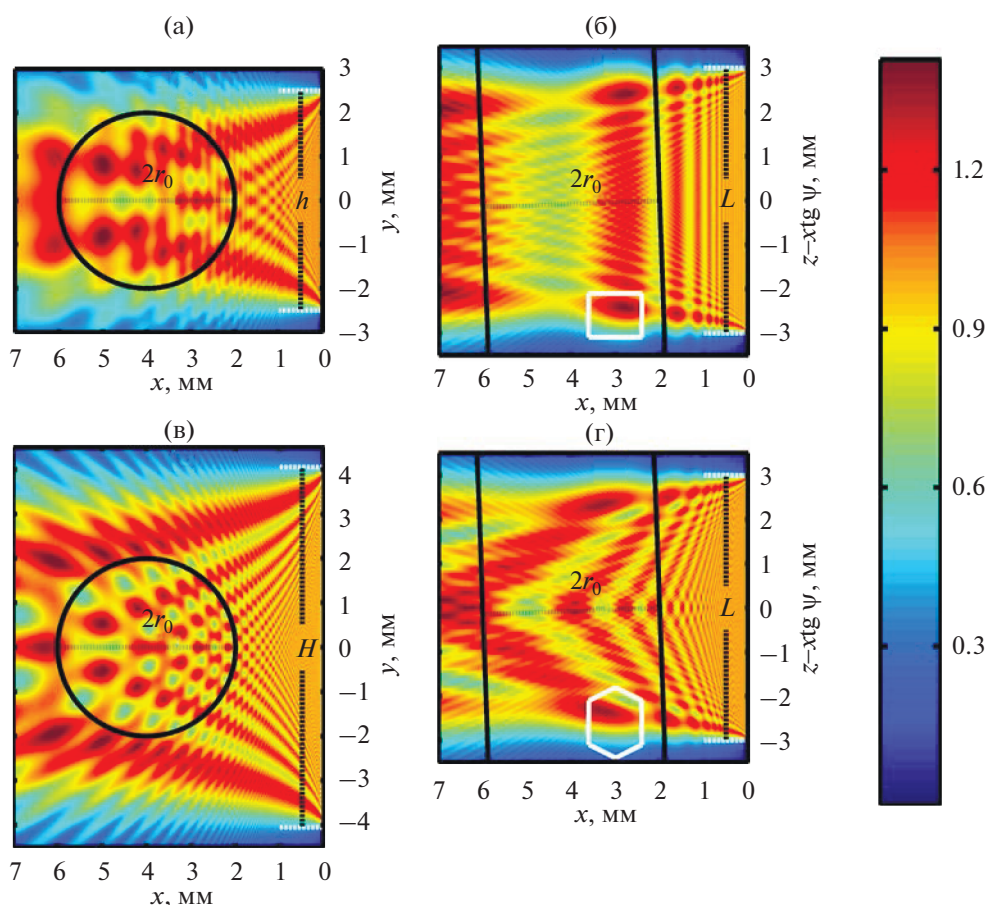 (а)
3
2
1
0
−1
−2
−3
y, мм
2r₀
h
7 6 5 4 3 2 1 0
x, мм
(б)
3
2
1
0
−1
−2
−3
z−xtg ψ, мм
2r₀
L
7 6 5 4 3 2 1 0
x, мм
(в)
4
3
2
1
0
−1
−2
−3
−4
y, мм
2r₀
H
7 6 5 4 3 2 1 0
x, мм
(г)
3
2
1
0
−1
−2
−3
z−xtg ψ, мм
2r₀
L
7 6 5 4 3 2 1 0
x, мм
1.2
0.9
0.6
0.3